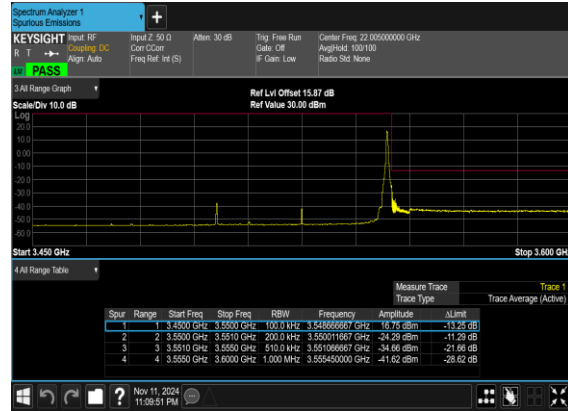 Spectrum Analyzer 1
Spurious Emissions
KEYSIGHT Input: RF Input Z: 50 Ω Atten: 30 dB Trig: Free Run Center Freq: 22.005000000 GHz
R T Coupling: DC Corr CCorr Gate: Off Avg|Hold: 100/100
Align: Auto Freq Ref: Int (S) IF Gain: Low Radio Std: None
PASS
3.All Range Graph
Ref Lvl Offset 15.87 dB
Scale/Div 10.0 dB Ref Value 30.00 dBm
Log
20.0
10.0
0.00
-10.0
-20.0
-30.0
-40.0
-50.0
-60.0
Start 3.450 GHz Stop 3.600 GH
4.All Range Table
Measure Trace Trace 1
Trace Type Trace Average (Active)
Spur Range Start Freq Stop Freq RBW Frequency Amplitude ΔLimit
1 1 3.4500 GHz 3.5500 GHz 100.0 kHz 3.548666667 GHz 16.75 dBm -13.25 dB
2 2 3.5500 GHz 3.5510 GHz 200.0 kHz 3.550011667 GHz -24.29 dBm -11.29 dB
3 3 3.5510 GHz 3.5550 GHz 510.0 kHz 3.551066667 GHz -34.66 dBm -21.66 dB
4 4 3.5550 GHz 3.6000 GHz 1.000 MHz 3.555450000 GHz -41.62 dBm -28.62 dB
? Nov 11, 2024
11:09:51 PM